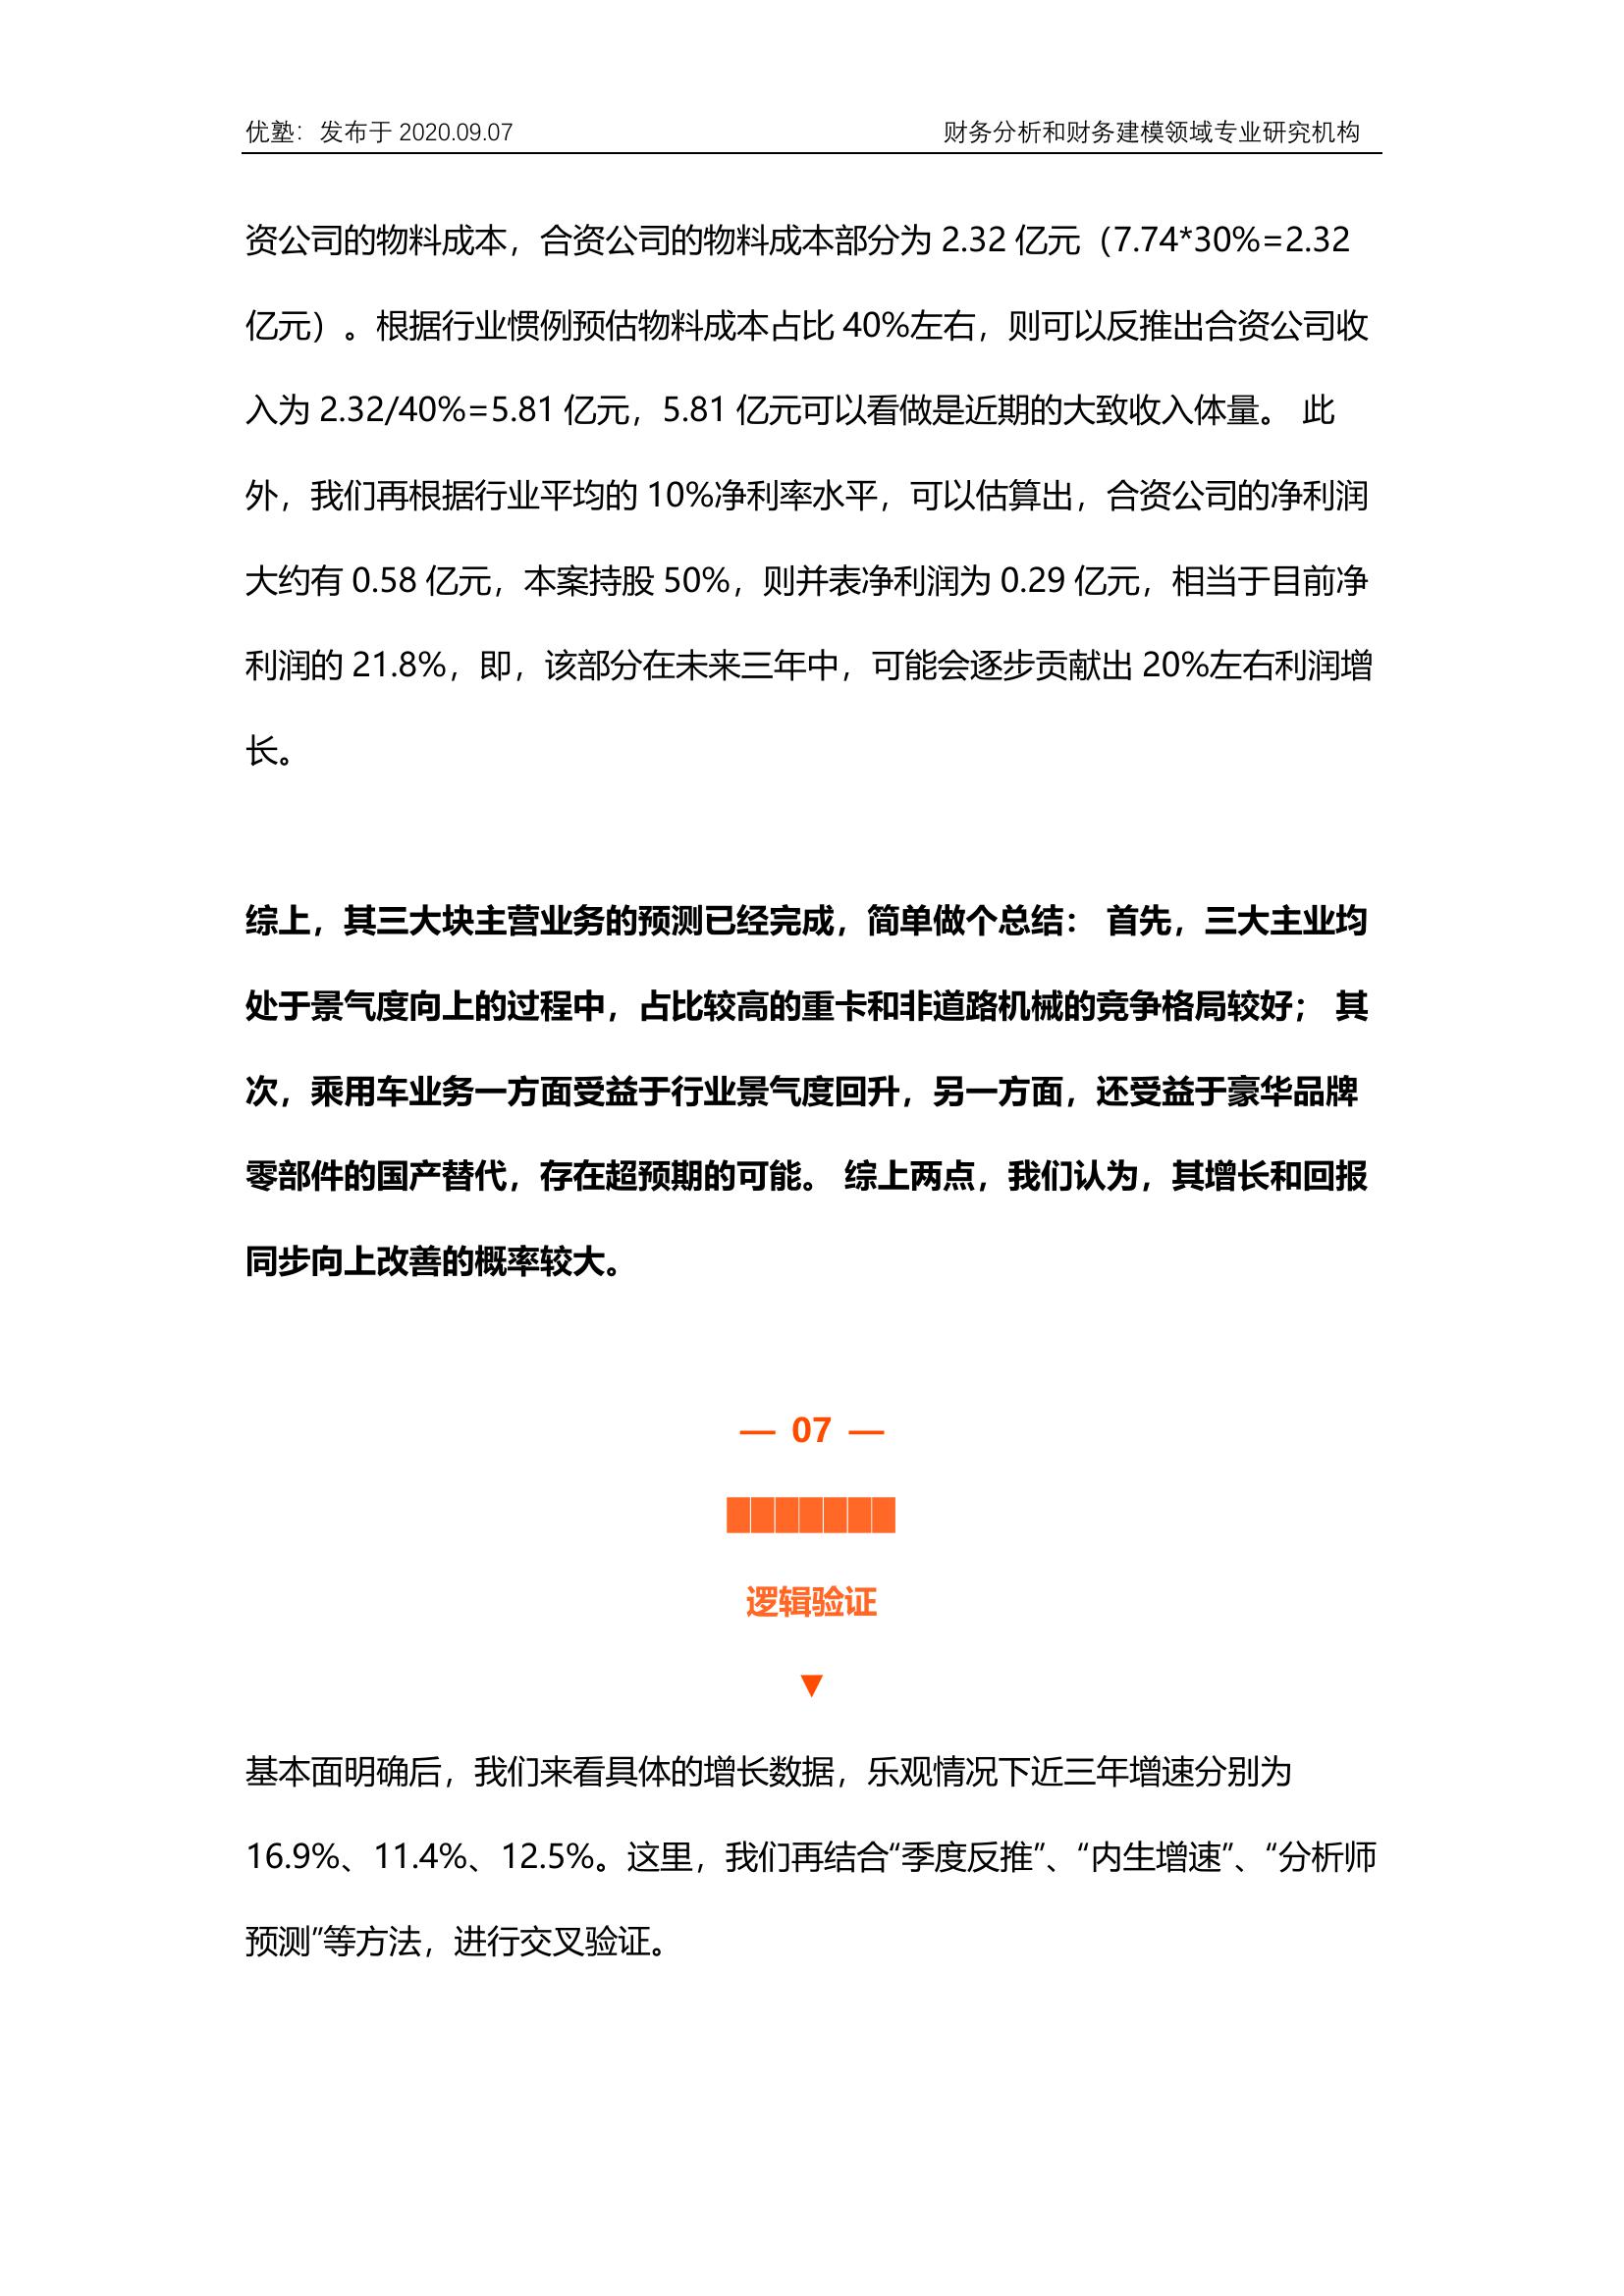 优塾：发布于 2020.09.07 财务分析和财务建模领域专业研究机构
资公司的物料成本，合资公司的物料成本部分为 2.32 亿元（7.74*30%=2.32
亿元）。根据行业惯例预估物料成本占比 40%左右，则可以反推出合资公司收
入为 2.32/40%=5.81 亿元，5.81 亿元可以看做是近期的大致收入体量。 此
外，我们再根据行业平均的 10%净利率水平，可以估算出，合资公司的净利润
大约有 0.58 亿元，本案持股 50%，则并表净利润为 0.29 亿元，相当于目前净
利润的 21.8%，即，该部分在未来三年中，可能会逐步贡献出 20%左右利润增
长。
综上，其三大块主营业务的预测已经完成，简单做个总结： 首先，三大主业均
处于景气度向上的过程中，占比较高的重卡和非道路机械的竞争格局较好； 其
次，乘用车业务一方面受益于行业景气度回升，另一方面，还受益于豪华品牌
零部件的国产替代，存在超预期的可能。 综上两点，我们认为，其增长和回报
同步向上改善的概率较大。
— 07 —
███████
逻辑验证
▼
基本面明确后，我们来看具体的增长数据，乐观情况下近三年增速分别为
16.9%、11.4%、12.5%。这里，我们再结合“季度反推”、“内生增速”、“分析师
预测”等方法，进行交叉验证。